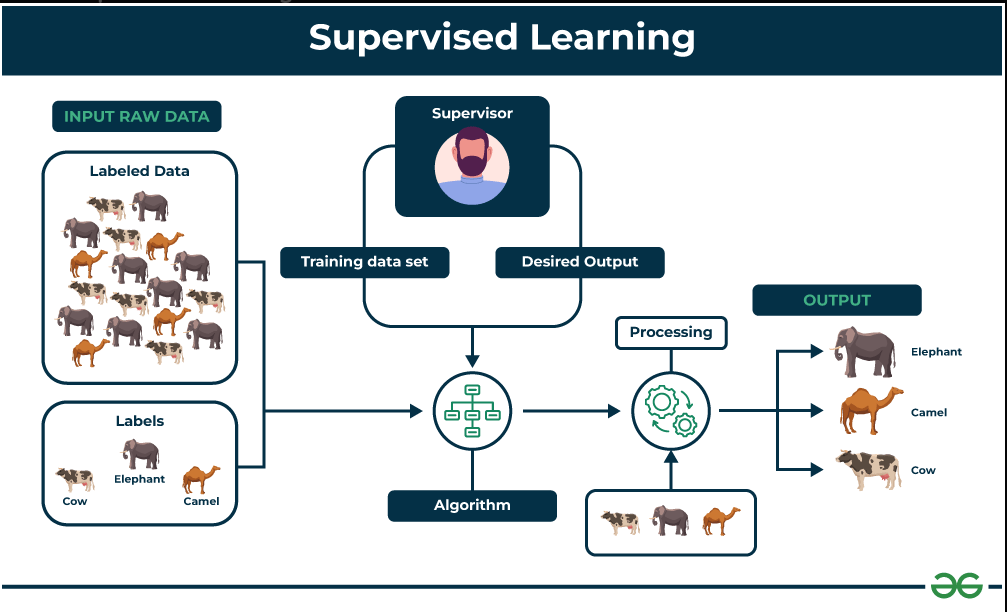 Supervised Learning
INPUT RAW DATA
Labeled Data
Supervisor
Training data set
Desired Output
OUTPUT
Processing
Elephant
Camel
Cow
Labels
Elephant
Cow
Camel
Algorithm